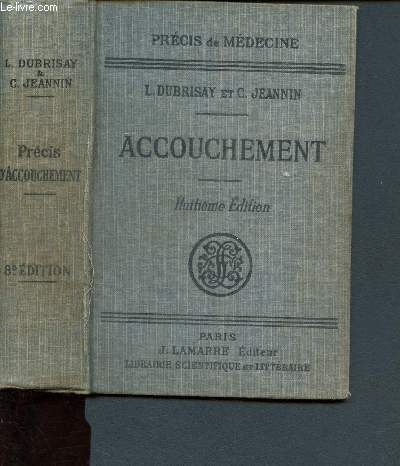 © Le-livre.com
L. DUBRISAY
&
C. JEANNIN
Précis
D'ACCOUCHEMENT
8e ÉDITION
PRÉCIS de MÉDECINE
L. DUBRISAY ET C. JEANNIN
ACCOUCHEMENT
Huitième Édition
PARIS
J. LAMARRE Éditeur
LIBRAIRIE SCIENTIFIQUE ET LITTÉRAIRE